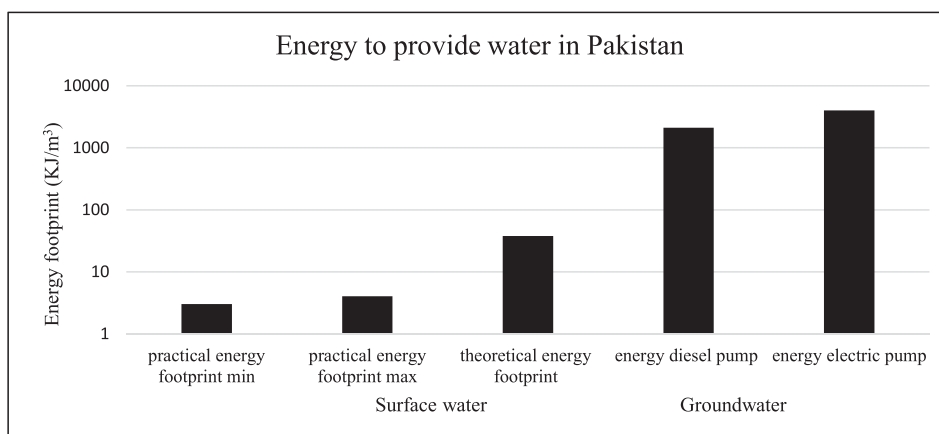 Energy to provide water in Pakistan
Energy footprint (KJ/m³)
10000
1000
100
10
1
practical energy
footprint min
practical energy
footprint max
theoretical energy
footprint
energy diesel pump
energy electric pump
Surface water
Groundwater